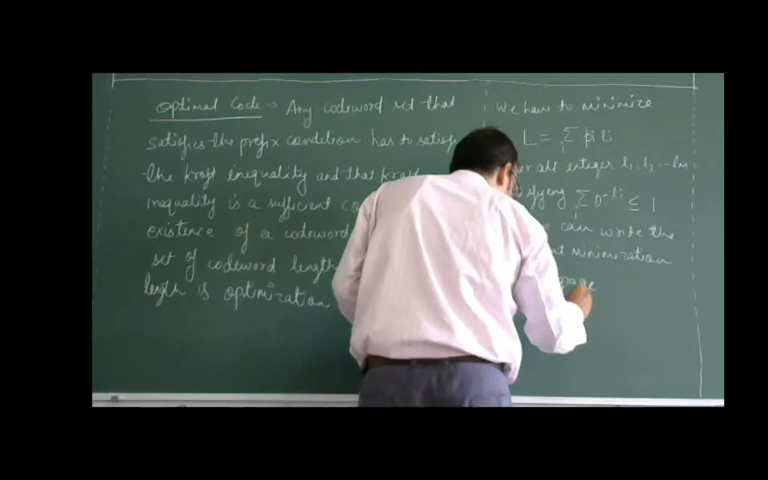 Optimal Code → Any codeword set that
satisfies the prefix condition has to satisfy
the Kraft inequality and that Kraft
inequality is a sufficient
existence of a codeword
set of codeword length
length is optimization
We have to minimize
L = Σ pi li
all integer l1, l2 -- lm
Σ D^-li ≤ 1
can write the
minimization